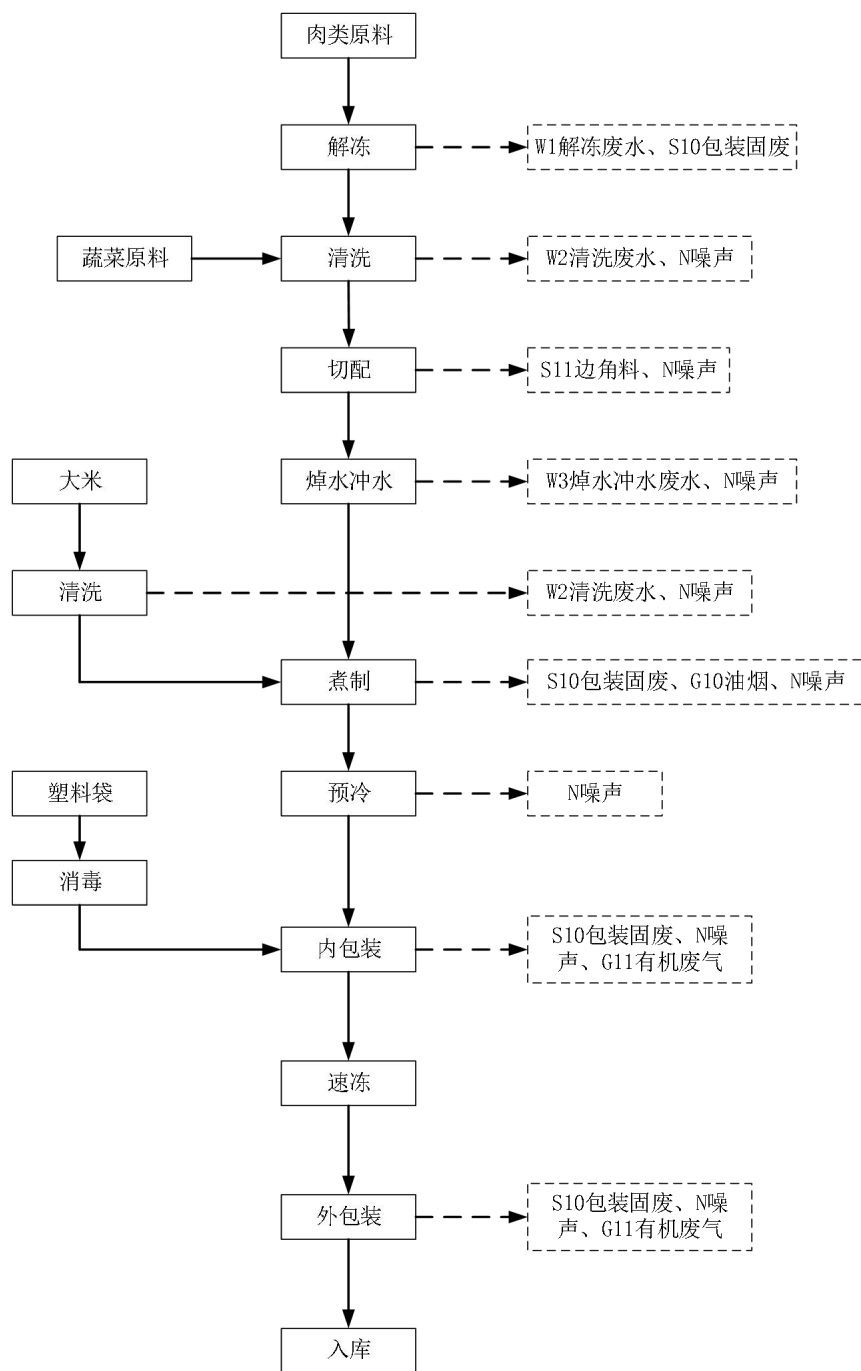 肉类原料
解冻
W1解冻废水、S10包装固废
蔬菜原料
清洗
W2清洗废水、N噪声
切配
S11边角料、N噪声
大米
焯水冲水
W3焯水冲水废水、N噪声
清洗
W2清洗废水、N噪声
煮制
S10包装固废、G10油烟、N噪声
塑料袋
预冷
N噪声
消毒
内包装
S10包装固废、N噪
声、G11有机废气
速冻
外包装
S10包装固废、N噪
声、G11有机废气
入库